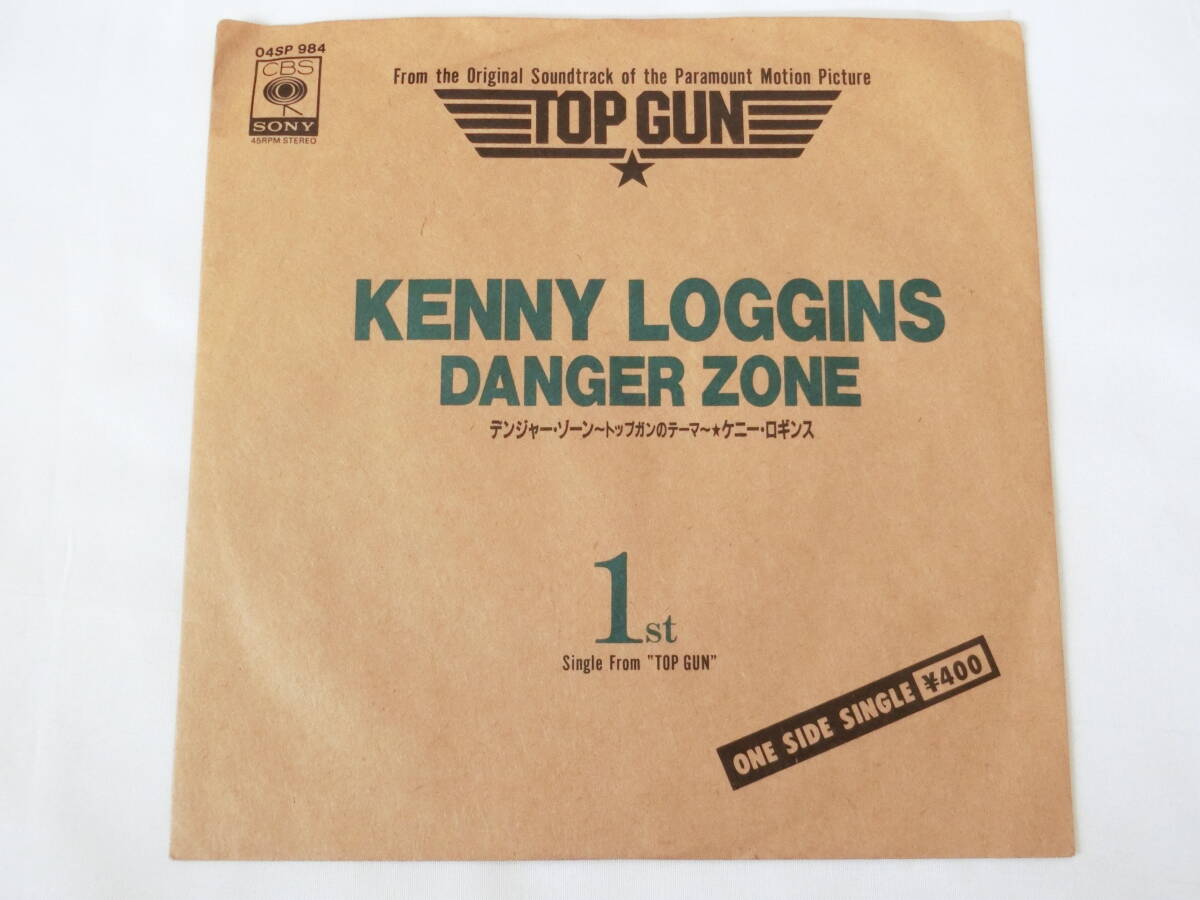 04SP 984
CBS
SONY
45RPM STEREO
From the Original Soundtrack of the Paramount Motion Picture
TOP GUN
KENNY LOGGINS
DANGER ZONE
デンジャー・ゾーン〜トップガンのテーマ〜★ケニー・ロギンス
1st
Single From "TOP GUN"
ONE SIDE SINGLE ¥400